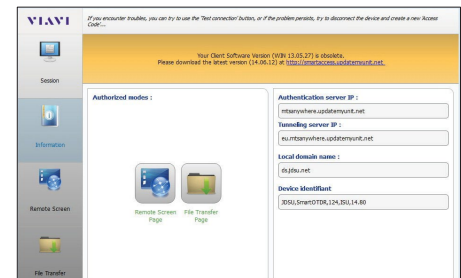 VIAVI
If you encounter troubles, you can try to use the 'Test connection' button, or if the problem persists, try to disconnect the device and create a new 'Access
Code'...
Your Client Software Version (WIN 13.05.27) is obsolete.
Please download the latest version (14.06.12) at http://smartaccess.updatemyunit.net
Session
Information
Remote Screen
File Transfer
Authorized modes :
Remote Screen
Page
File Transfer
Page
Authentication server IP :
mtsanywhere.updatemyunit.net
Tunneling server IP :
eu.mtsanywhere.updatemyunit.net
Local domain name :
ds.jdsu.net
Device identifiant
JDSU,SmartOTDR,124,ISU,14.80